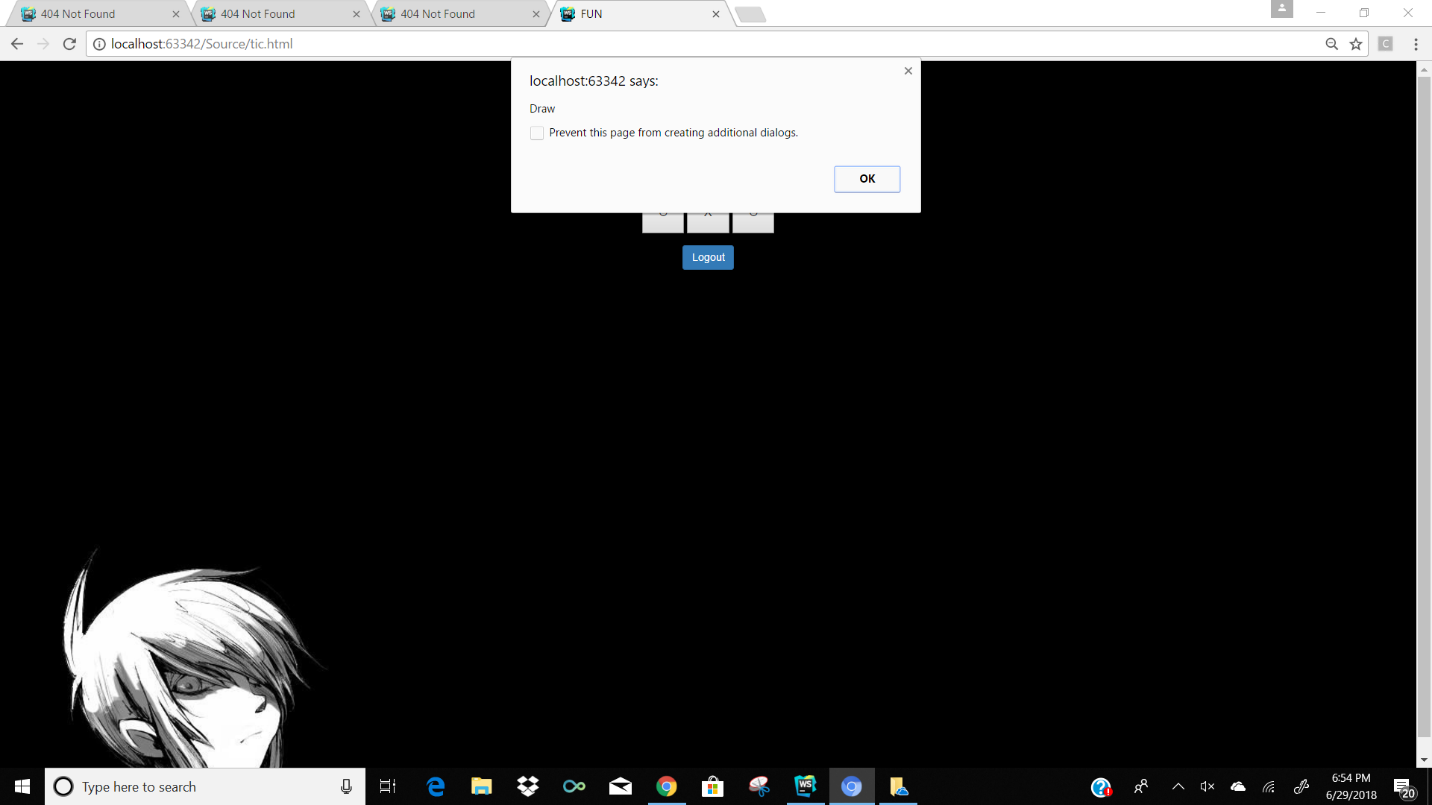 404 Not Found
404 Not Found
404 Not Found
FUN
localhost:63342/Source/tic.html
C
localhost:63342 says:
Draw
Prevent this page from creating additional dialogs.
OK
Logout
Type here to search
WS
6:54 PM
6/29/2018
20